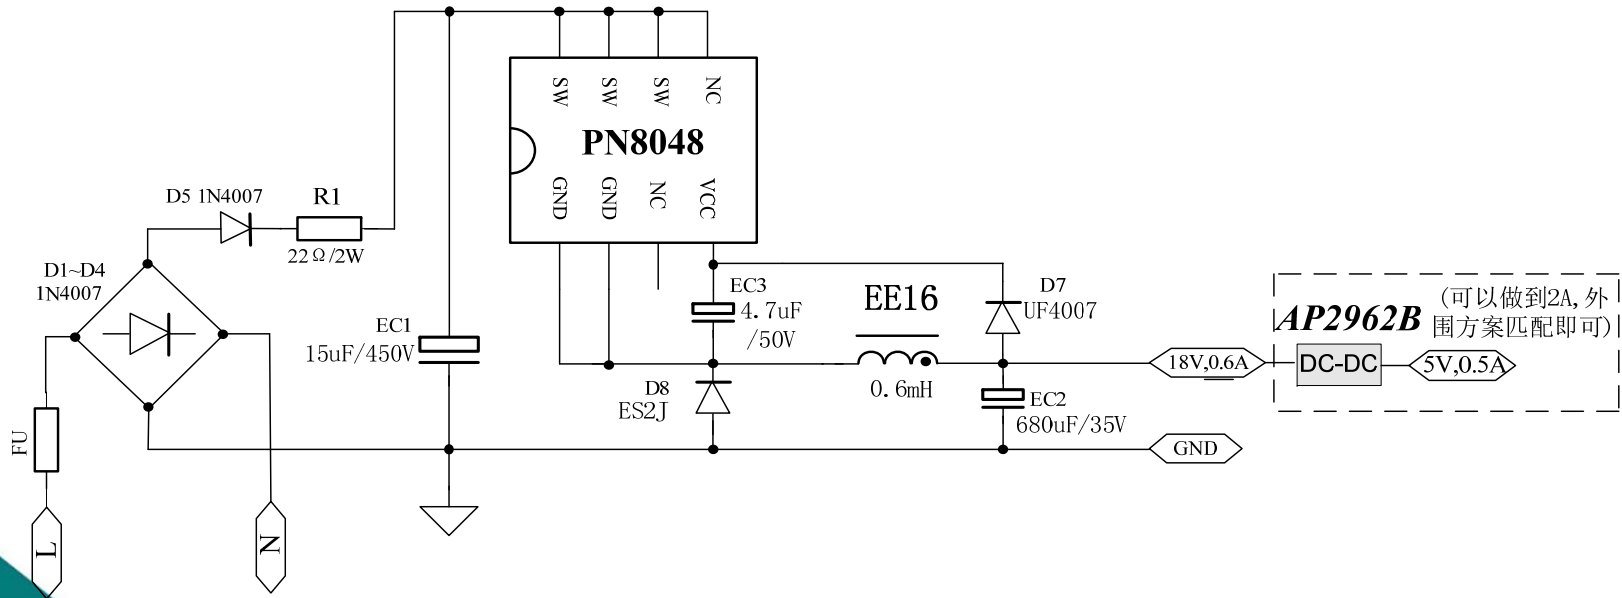 SW SW SW NC
PN8048
GND GND NC VCC
D5 1N4007
R1
22Ω/2W
D1~D4
1N4007
EC1
15uF/450V
EC3
4.7uF
/50V
EE16
0.6mH
D7
UF4007
D8
ES2J
EC2
680uF/35V
18V,0.6A
AP2962B
(可以做到2A,外
围方案匹配即可)
DC-DC
5V,0.5A
GND
FU
L
N